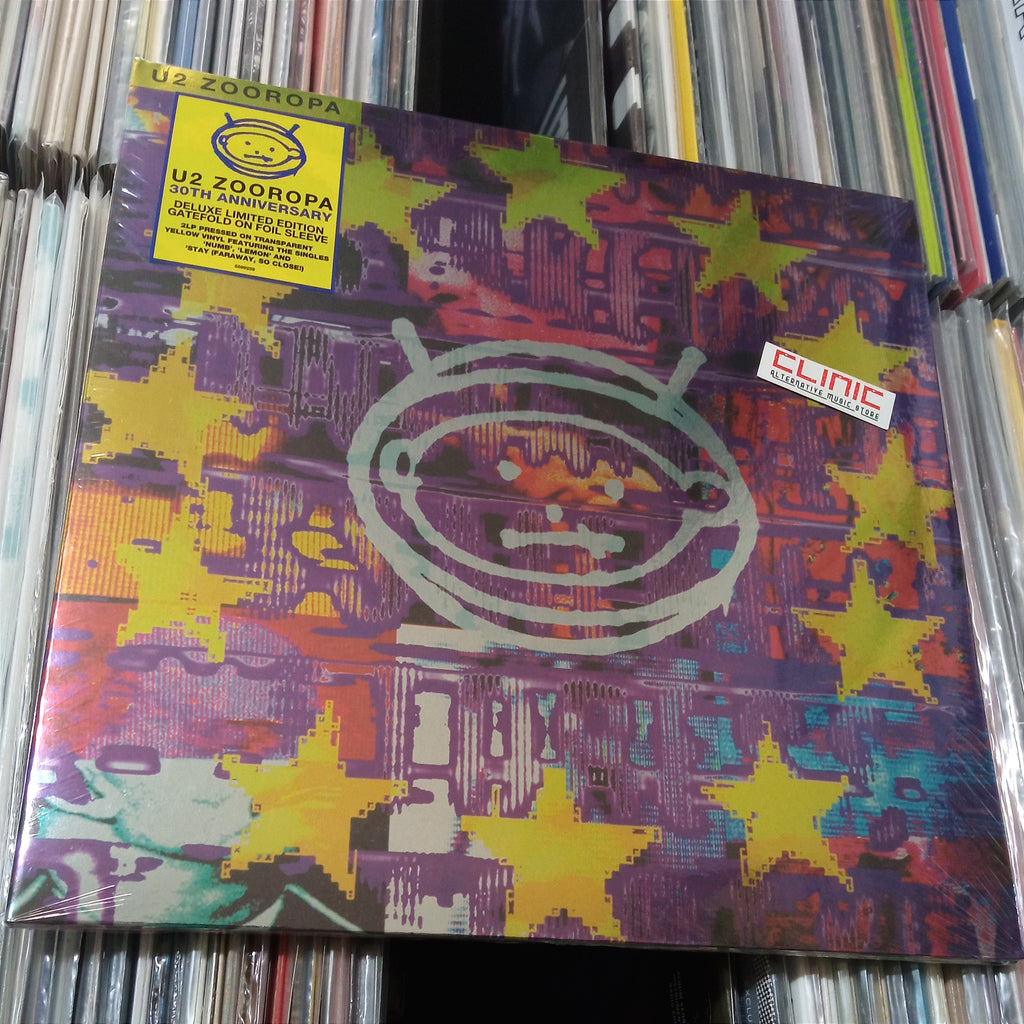 U2 ZOOROPA
U2 ZOOROPA
30TH ANNIVERSARY
DELUXE LIMITED EDITION
GATEFOLD ON FOIL SLEEVE
2LP PRESSED ON TRANSPARENT
YELLOW VINYL FEATURING THE SINGLES
'NUMB', 'LEMON' AND
'STAY (FARAWAY, SO CLOSE!)
CLINIC
ALTERNATIVE MUSIC STORE